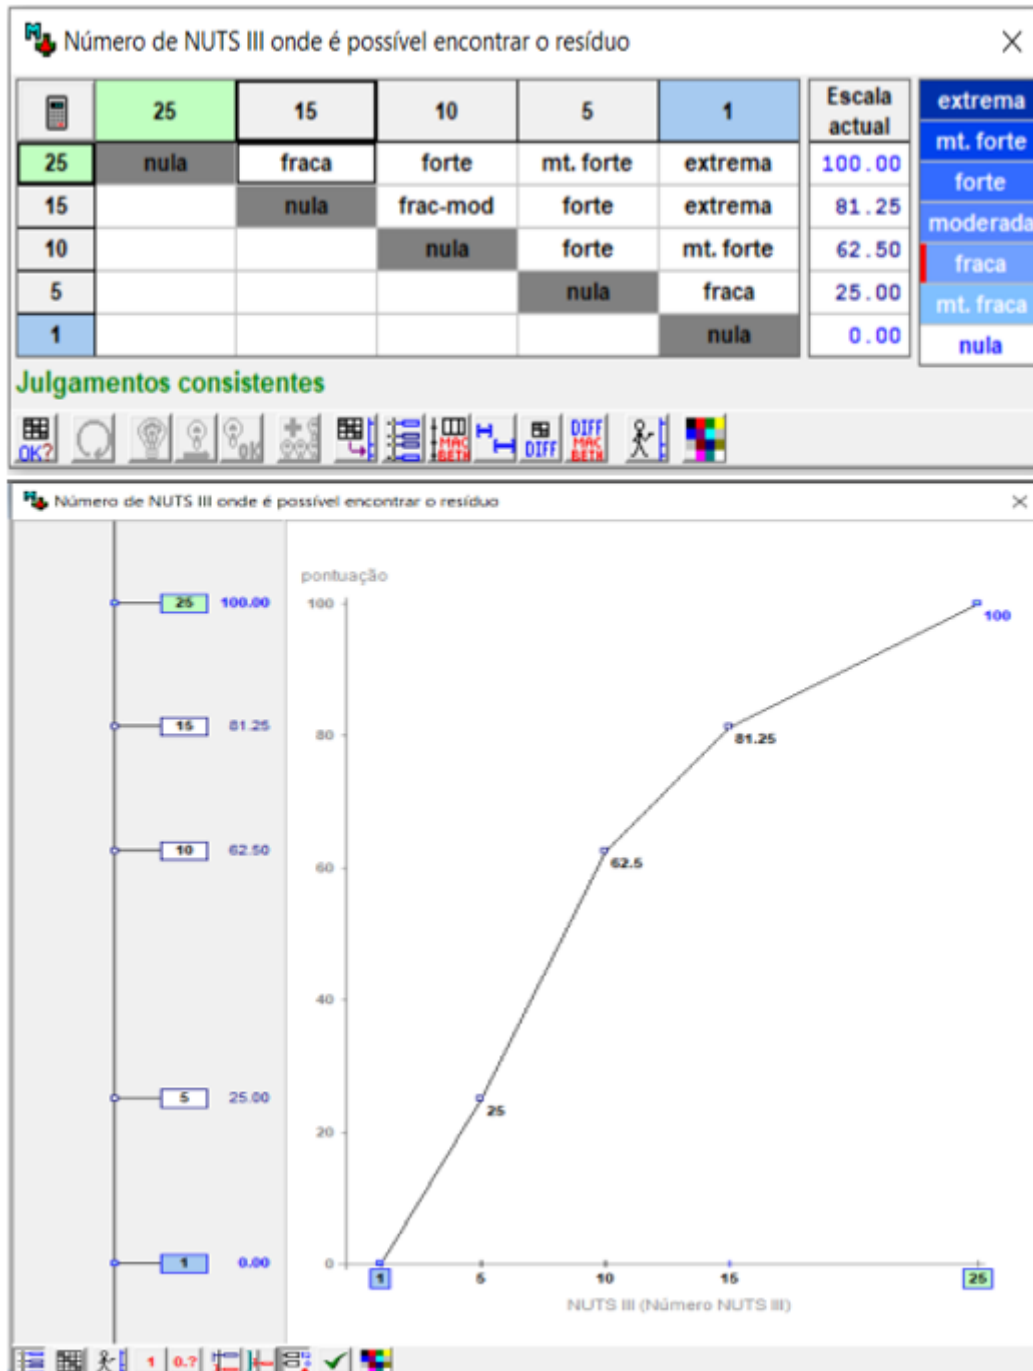 Número de NUTS III onde é possível encontrar o resíduo
25 15 10 5 1 Escala actual
25 nula fraca forte mt. forte extrema 100.00
15 nula frac-mod forte extrema 81.25
10 nula forte mt. forte 62.50
5 nula fraca 25.00
1 nula 0.00
extrema
mt. forte
forte
moderada
fraca
mt. fraca
nula
Julgamentos consistentes
OK? OK MAC BETH DIFF DIFF MAC BETH
Número de NUTS III onde é possível encontrar o resíduo
25 100.00
15 81.25
10 62.50
5 25.00
1 0.00
pontuação
100
80
60
40
20
0
100
81.25
62.5
25
1 5 10 15 25
NUTS III (Número NUTS III)
1 0.?